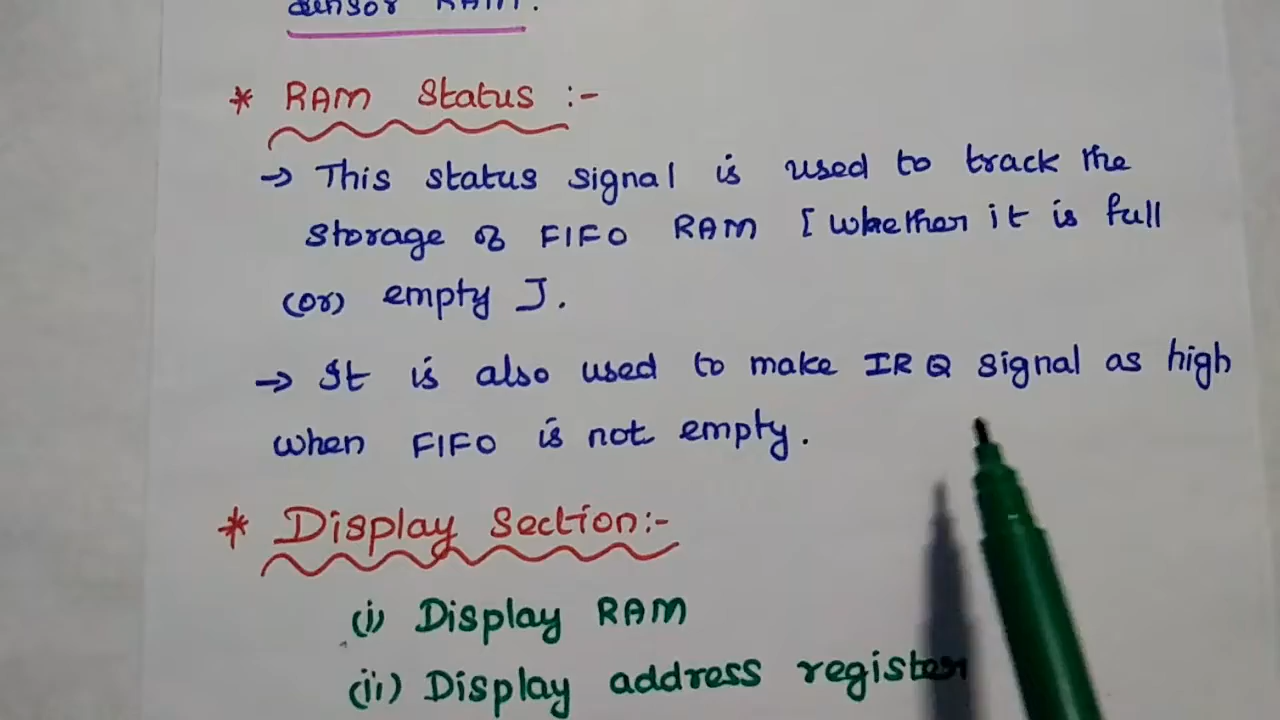 sensor RAM.
* RAM Status :-
→ This status signal is used to track the
storage of FIFO RAM [whether it is full
(or) empty].
→ It is also used to make IRQ signal as high
when FIFO is not empty.
* Display Section:-
(i) Display RAM
(ii) Display address register